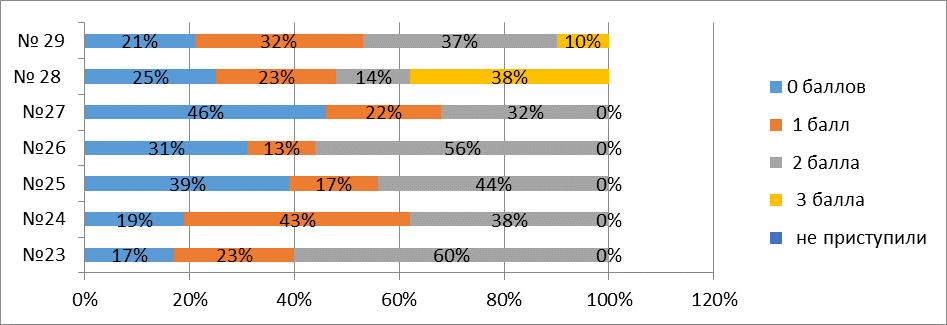 № 29 21% 32% 37% 10%
№ 28 25% 23% 14% 38%
№27 46% 22% 32% 0%
№26 31% 13% 56% 0%
№25 39% 17% 44% 0%
№24 19% 43% 38% 0%
№23 17% 23% 60% 0%
0% 20% 40% 60% 80% 100% 120%
0 баллов
1 балл
2 балла
3 балла
не приступили